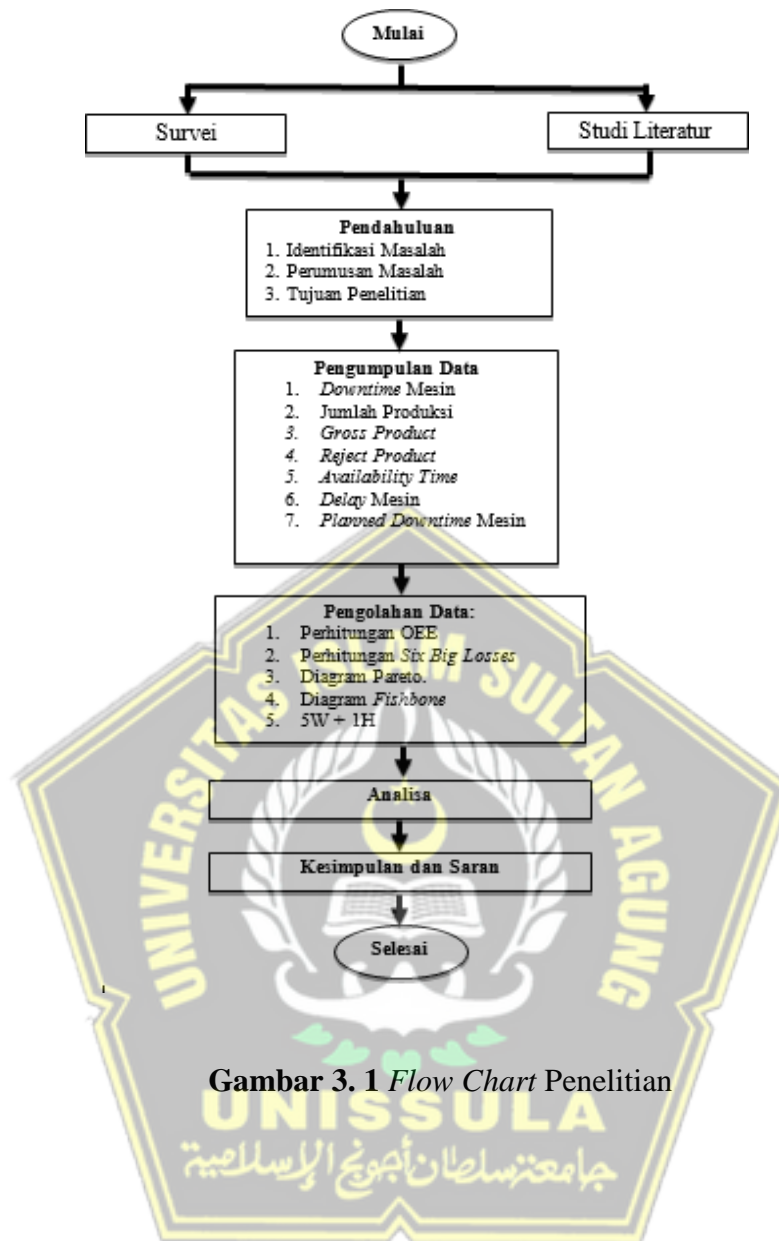 Mulai
Survei
Studi Literatur
Pendahuluan
1. Identifikasi Masalah
2. Perumusan Masalah
3. Tujuan Penelitian
Pengumpulan Data
1. Downtime Mesin
2. Jumlah Produksi
3. Gross Product
4. Reject Product
5. Availability Time
6. Delay Mesin
7. Planned Downtime Mesin
Pengolahan Data:
1. Perhitungan OEE
2. Perhitungan Six Big Losses
3. Diagram Pareto.
4. Diagram Fishbone
5. 5W + 1H
Analisa
Kesimpulan dan Saran
Selesai
UNIVERSITAS ISLAM SULTAN AGUNG
Gambar 3. 1 Flow Chart Penelitian
UNISSULA
جامعة سلطان أجونج الإسلامية